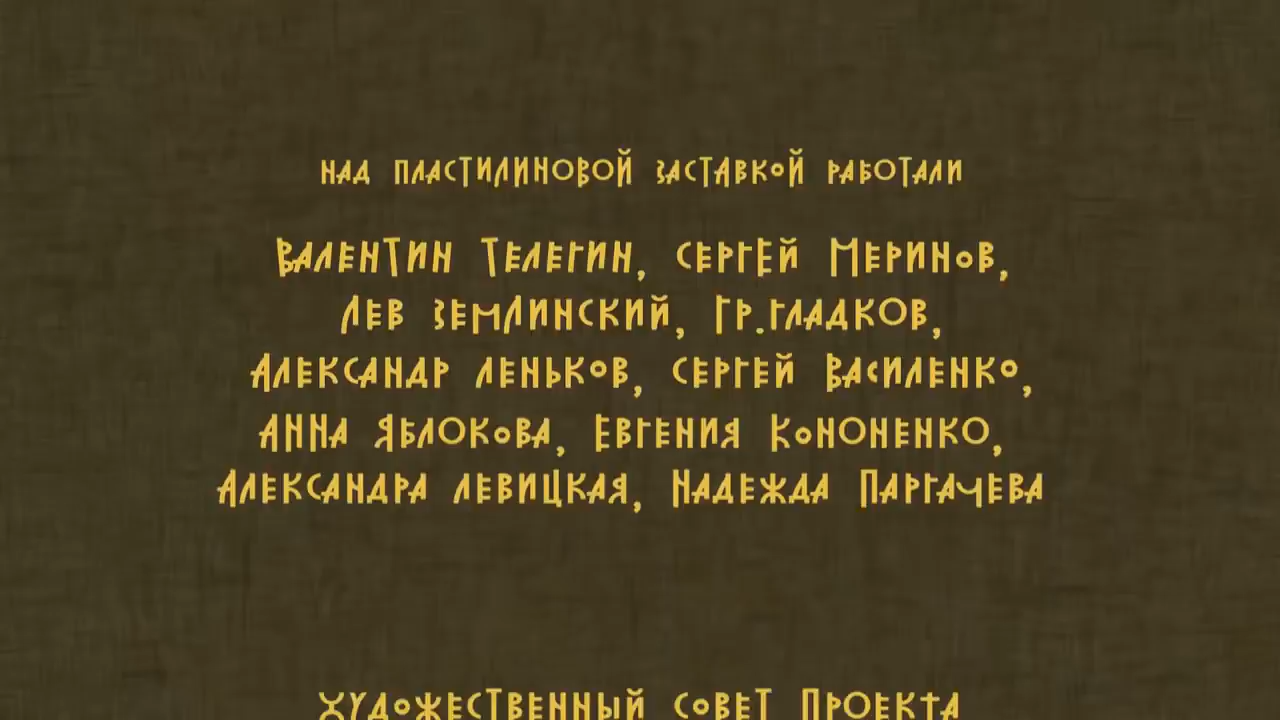 НАД ПЛАСТИЛИНОВОЙ ЗАСТАВКОЙ РАБОТАЛИ
ВАЛЕНТИН ТЕЛЕГИН, СЕРГЕЙ МЕРИНОВ,
ЛЕВ ЗЕМЛИНСКИЙ, ГР.ГЛАДКОВ,
АЛЕКСАНДР ЛЕНЬКОВ, СЕРГЕЙ ВАСИЛЕНКО,
АННА ЯБЛОКОВА, ЕВГЕНИЯ КОНОНЕНКО,
АЛЕКСАНДРА ЛЕВИЦКАЯ, НАДЕЖДА ПАРГАЧЕВА
ХУДОЖЕСТВЕННЫЙ СОВЕТ ПРОЕКТА